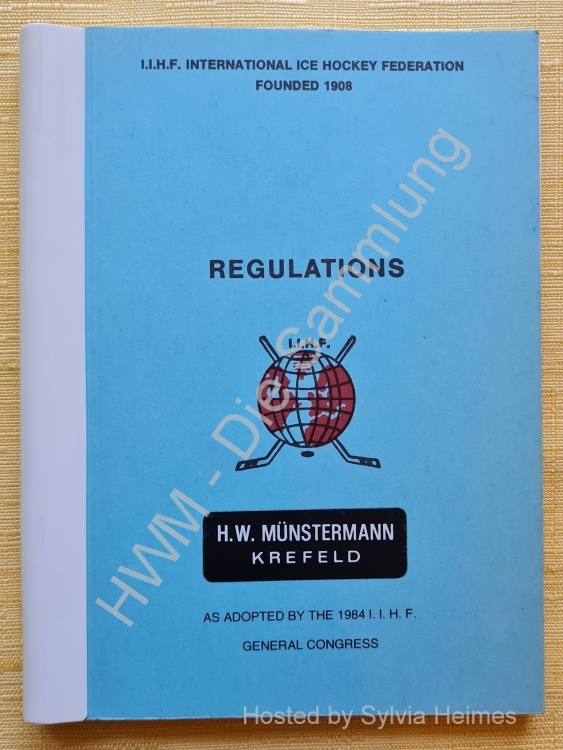 I.I.H.F. INTERNATIONAL ICE HOCKEY FEDERATION
FOUNDED 1908
REGULATIONS
I.I.H.F.
H.W. MÜNSTERMANN
KREFELD
AS ADOPTED BY THE 1984 I. I. H. F.
GENERAL CONGRESS
HWM - Die Sammlung
Hosted by Sylvia Heimes